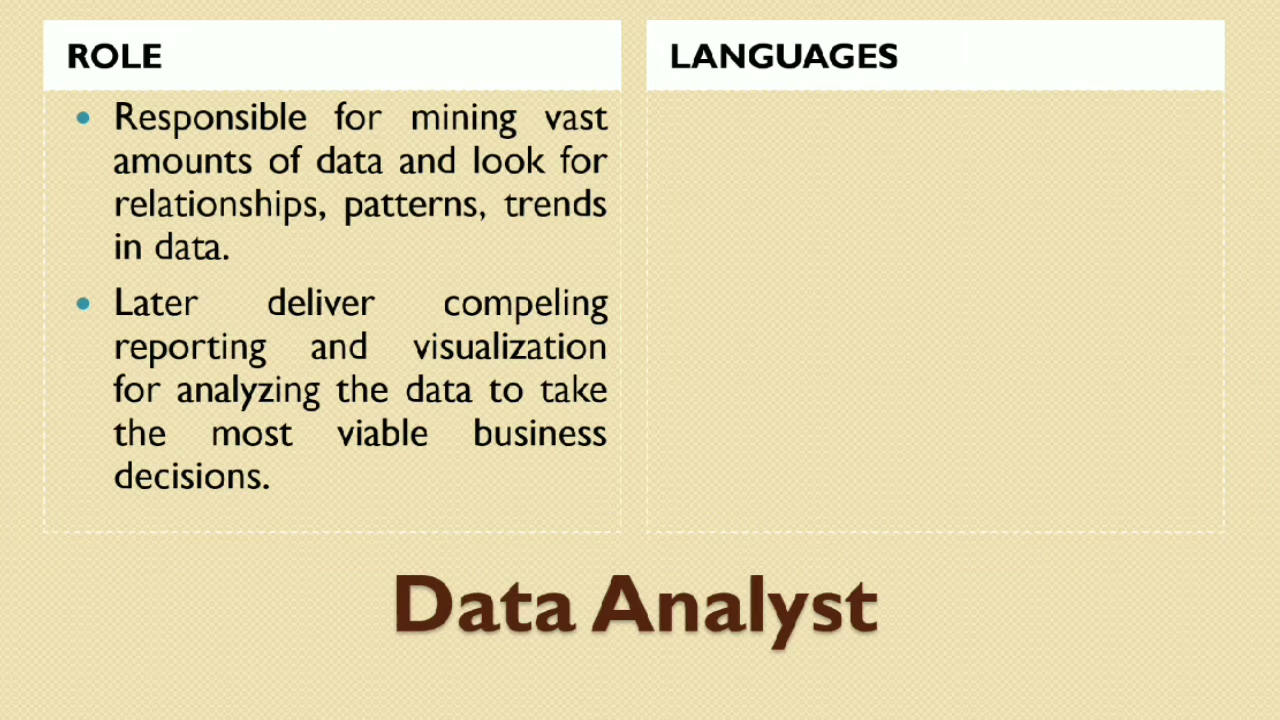 ROLE
LANGUAGES
• Responsible for mining vast
amounts of data and look for
relationships, patterns, trends
in data.
• Later deliver compeling
reporting and visualization
for analyzing the data to take
the most viable business
decisions.
Data Analyst